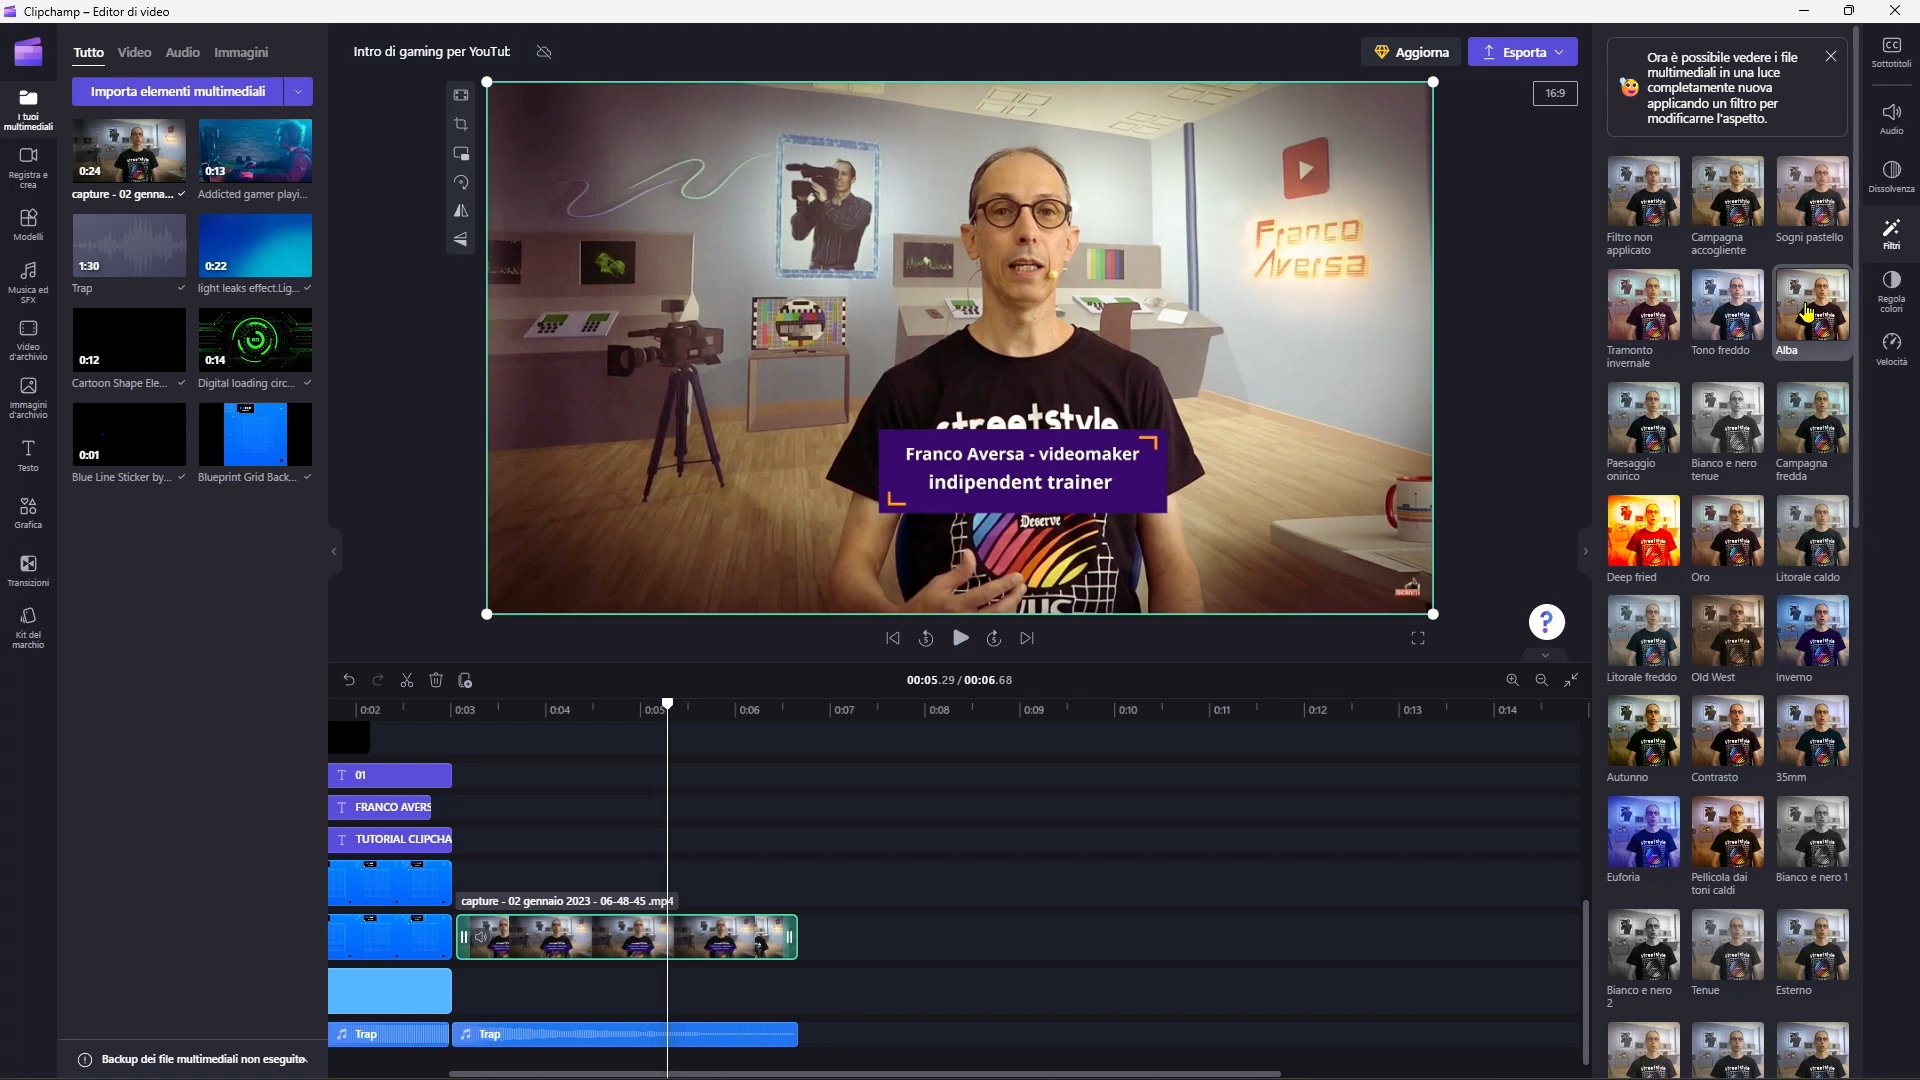 Clipchamp – Editor di video
Tutto Video Audio Immagini
Importa elementi multimediali
I tuoi
multimediali
Registra e
crea
Modelli
Musica ed
SFX
Video
d'archivio
Immagini
d'archivio
Testo
Grafica
Transizioni
Kit del
marchio
0:24
capture - 02 genna...
0:13
Addicted gamer playi...
1:30
Trap
0:22
light leaks effect.Lig...
0:12
Cartoon Shape Ele...
0:14
Digital loading circ...
0:01
Blue Line Sticker by...
Blueprint Grid Back...
Backup dei file multimediali non eseguito
Intro di gaming per YouTub
Aggiorna
Esporta
16:9
Franco
Aversa
streetstyle
Franco Aversa - videomaker
indipendent trainer
Deserve
ISCRIVITI
00:05.29 / 00:06.68
0:02 0:03 0:04 0:05 0:06 0:07 0:08 0:09 0:10 0:11 0:12 0:13 0:14
T 01
T FRANCO AVERS
T TUTORIAL CLIPCHA
capture - 02 gennaio 2023 - 06-48-45 .mp4
Trap
Trap
Ora è possibile vedere i file
multimediali in una luce
completamente nuova
applicando un filtro per
modificarne l'aspetto.
Filtro non
applicato
Campagna
accogliente
Sogni pastello
Tramonto
invernale
Tono freddo
Alba
Paesaggio
onirico
Bianco e nero
tenue
Campagna
fredda
Deep fried
Oro
Litorale caldo
Litorale freddo
Old West
Inverno
Autunno
Contrasto
35mm
Euforia
Pellicola dai
toni caldi
Bianco e nero 1
Bianco e nero
2
Tenue
Esterno
CC
Sottotitoli
Audio
Dissolvenza
Filtri
Regola
colori
Velocità